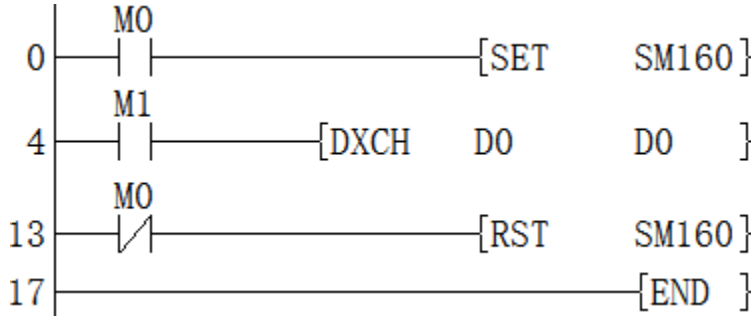 M0
0 [SET SM160]
M1
4 [DXCH D0 D0 ]
M0
13 [RST SM160]
17 [END ]